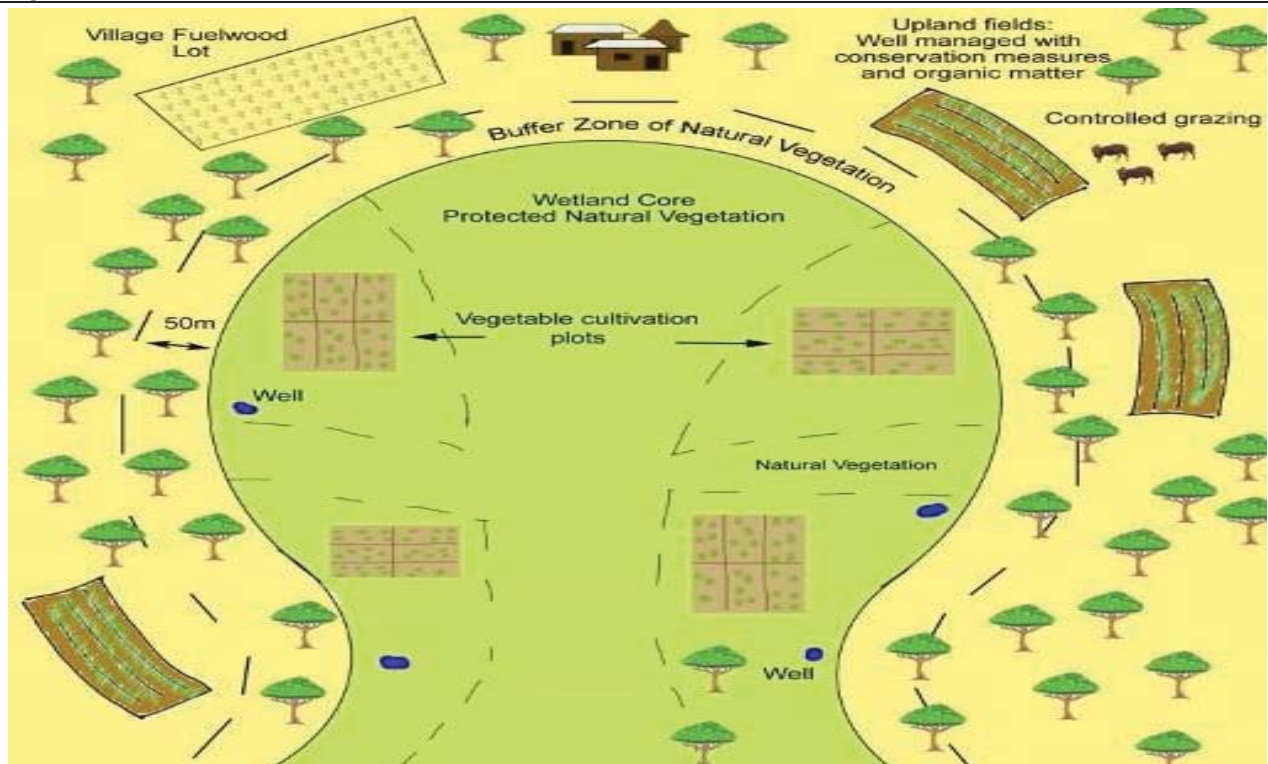 Village Fuelwood
Lot
Upland fields:
Well managed with
conservation measures
and organic matter
Controlled grazing
Buffer Zone of Natural Vegetation
Wetland Core
Protected Natural Vegetation
50m
Vegetable cultivation
plots
Well
Natural Vegetation
Well